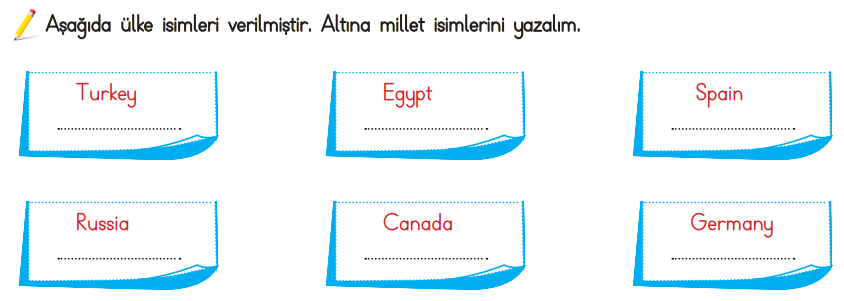 Aşağıda ülke isimleri verilmiştir. Altına millet isimlerini yazalım.
Turkey Egypt Spain
Russia Canada Germany